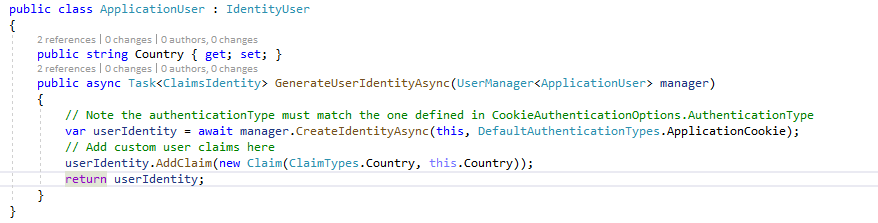 public class ApplicationUser : IdentityUser
{
2 references | 0 changes | 0 authors, 0 changes
public string Country { get; set; }
2 references | 0 changes | 0 authors, 0 changes
public async Task<ClaimsIdentity> GenerateUserIdentityAsync(UserManager<ApplicationUser> manager)
{
// Note the authenticationType must match the one defined in CookieAuthenticationOptions.AuthenticationType
var userIdentity = await manager.CreateIdentityAsync(this, DefaultAuthenticationTypes.ApplicationCookie);
// Add custom user claims here
userIdentity.AddClaim(new Claim(ClaimTypes.Country, this.Country));
return userIdentity;
}
}